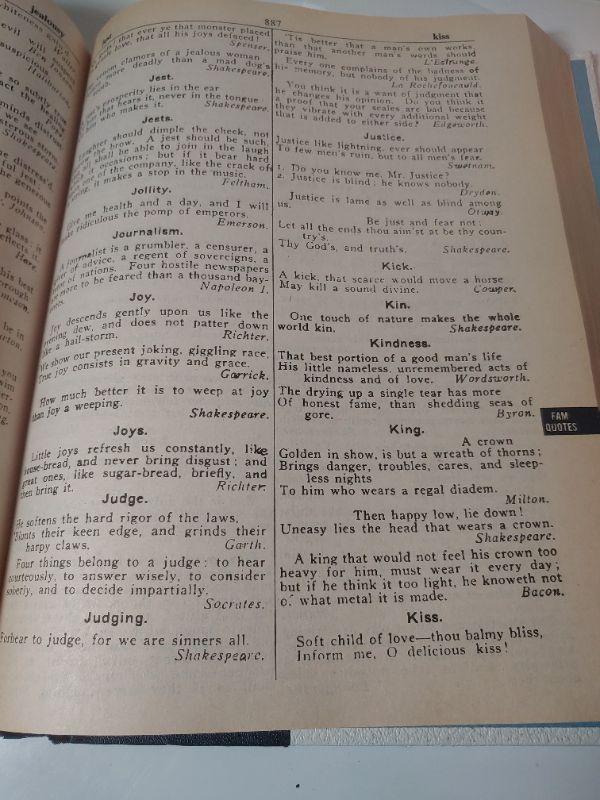 jealousy
887
kiss
that ever ye that monster placed
love, that all his joys defaced!
Spenser.
clamors of a jealous woman
more deadly than a mad dog's
Shakespeare.
Jest.
prosperity lies in the ear
that hears it, never in the tongue
him who makes it.
Shakespeare.
Jests.
should dimple the cheek, not
the brow. A jest should be such,
shall be able to join in the laugh
it occasions; but if it bear hard
one of the company, like the crack of
string, it makes a stop in the music.
Feltham.
Jollity.
Give me health and a day, and I will
make ridiculous the pomp of emperors.
Emerson.
Journalism.
A journalist is a grumbler, a censurer, a
of advice, a regent of sovereigns, a
of nations. Four hostile newspapers
are more to be feared than a thousand bay-
Napoleon I.
Joy.
Joy descends gently upon us like the
evening dew, and does not patter down
like a hail-storm.
Richter.
We show our present joking, giggling race,
True joy consists in gravity and grace.
Garrick.
How much better it is to weep at joy
than joy a weeping.
Shakespeare.
Joys.
Little joys refresh us constantly, like
house-bread, and never bring disgust; and
great ones, like sugar-bread, briefly, and
then bring it.
Richter.
Judge.
He softens the hard rigor of the laws,
Blunts their keen edge, and grinds their
harpy claws.
Garth.
Four things belong to a judge: to hear
courteously, to answer wisely, to consider
soberly, and to decide impartially.
Socrates.
Judging.
Forbear to judge, for we are sinners all.
Shakespeare.
'Tis better that a man's own works,
than that another man's words should
praise him.
L'Estrange.
Every one complains of the badness of
his memory, but nobody of his judgment.
La Rochefoucauld.
You think it is a want of judgment that
he changes his opinion. Do you think it
a proof that your scales are bad because
they vibrate with every additional weight
that is added to either side?
Edgeworth.
Justice.
Justice like lightning, ever should appear
To few men's ruin, but to all men's fear.
Swetnam.
1. Do you know me, Mr. Justice?
2. Justice is blind; he knows nobody.
Dryden.
Justice is lame as well as blind among
us.
Otway.
Be just and fear not:
Let all the ends thou aim'st at be thy coun-
try's.
Thy God's, and truth's.
Shakespeare.
Kick.
A kick, that scarce would move a horse
May kill a sound divine.
Cowper.
Kin.
One touch of nature makes the whole
world kin.
Shakespeare.
Kindness.
That best portion of a good man's life
His little nameless, unremembered acts of
kindness and of love.
Wordsworth.
The drying up a single tear has more
Of honest fame, than shedding seas of
gore.
Byron.
King.
A crown
Golden in show, is but a wreath of thorns;
Brings danger, troubles, cares, and sleep-
less nights
To him who wears a regal diadem.
Milton.
Then happy low, lie down!
Uneasy lies the head that wears a crown.
Shakespeare.
A king that would not feel his crown too
heavy for him, must wear it every day;
but if he think it too light, he knoweth not
of what metal it is made.
Bacon.
Kiss.
Soft child of love—thou balmy bliss,
Inform me, O delicious kiss!
FAM
QUOTES